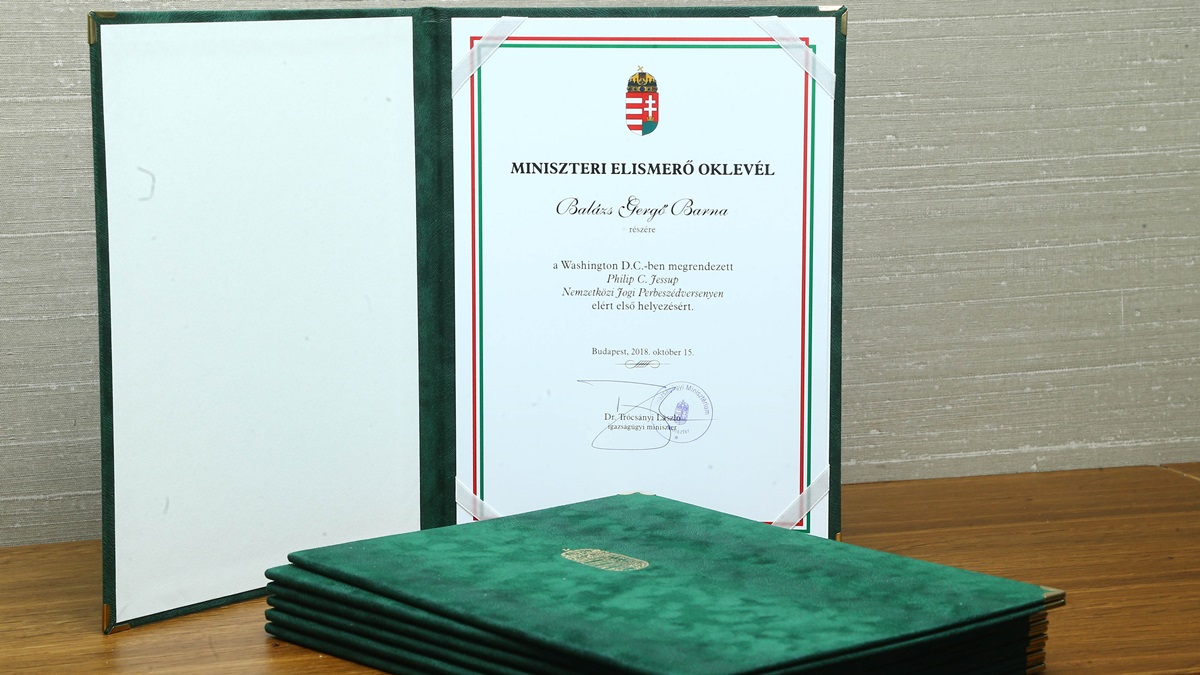 MINISZTERI ELISMERŐ OKLEVÉL
Balázs Gergő Barna
részére
a Washington D.C.-ben megrendezett
Philip C. Jessup
Nemzetközi Jogi Perbeszédversenyen
elért első helyezésért.
Budapest, 2018. október 15.
Dr. Trócsányi László
igazságügyi miniszter